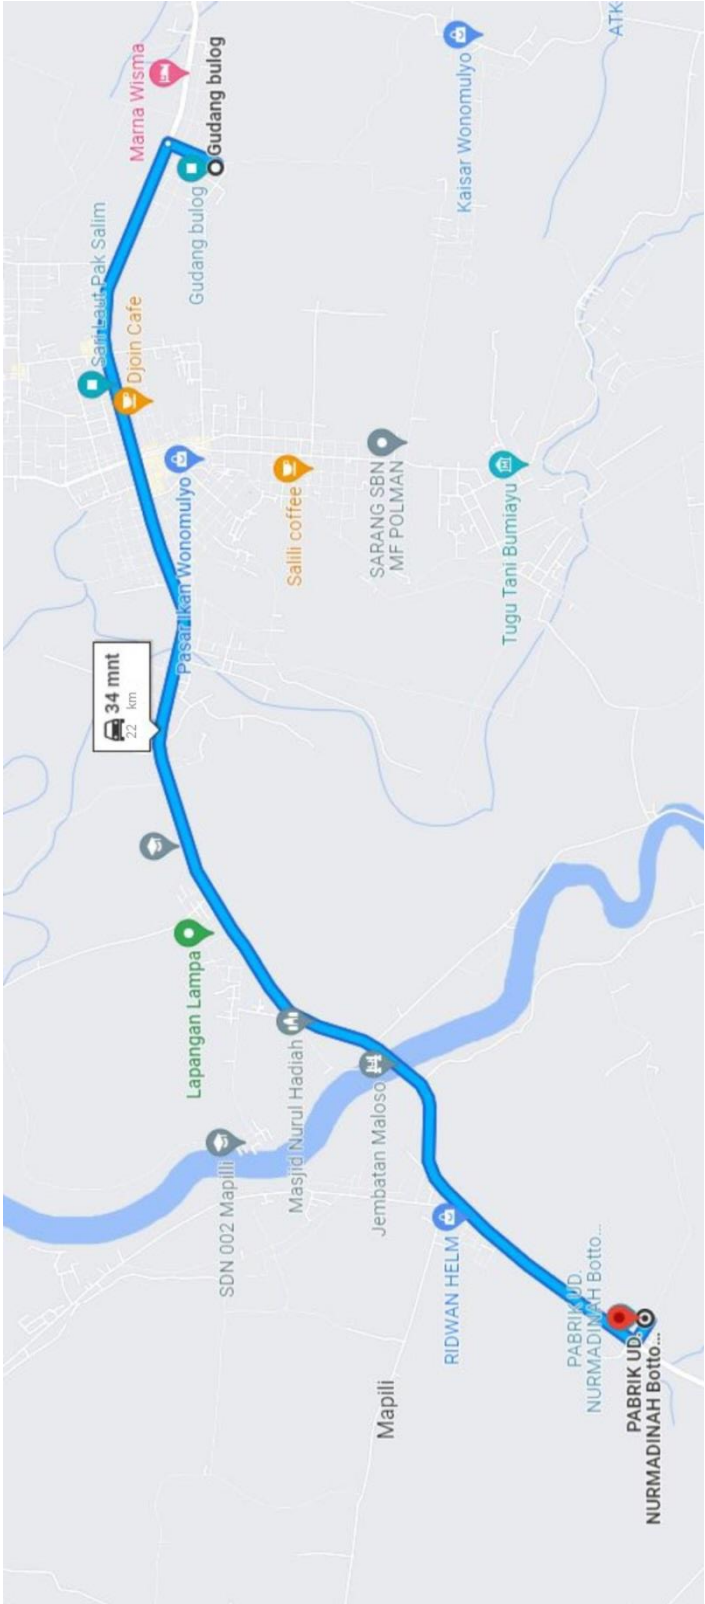 ATK
Kaisar Wonomulyo
Marna Wisma
Gudang bulog
Gudang bulog
Sari Laut Pak Salim
Djoin Cafe
Pasar Ikan Wonomulyo
Salili coffee
SARANG SBN
MF POLMAN
Tugu Tani Bumiayu
34 mnt
22 km
Lapangan Lampa
Masjid Nurul Hadiah
SDN 002 Mapilli
Jembatan Maloso
RIDWAN HELM
Mapili
PABRIK UD.
NURMADINAH Botto...
PABRIK UD.
NURMADINAH Botto...